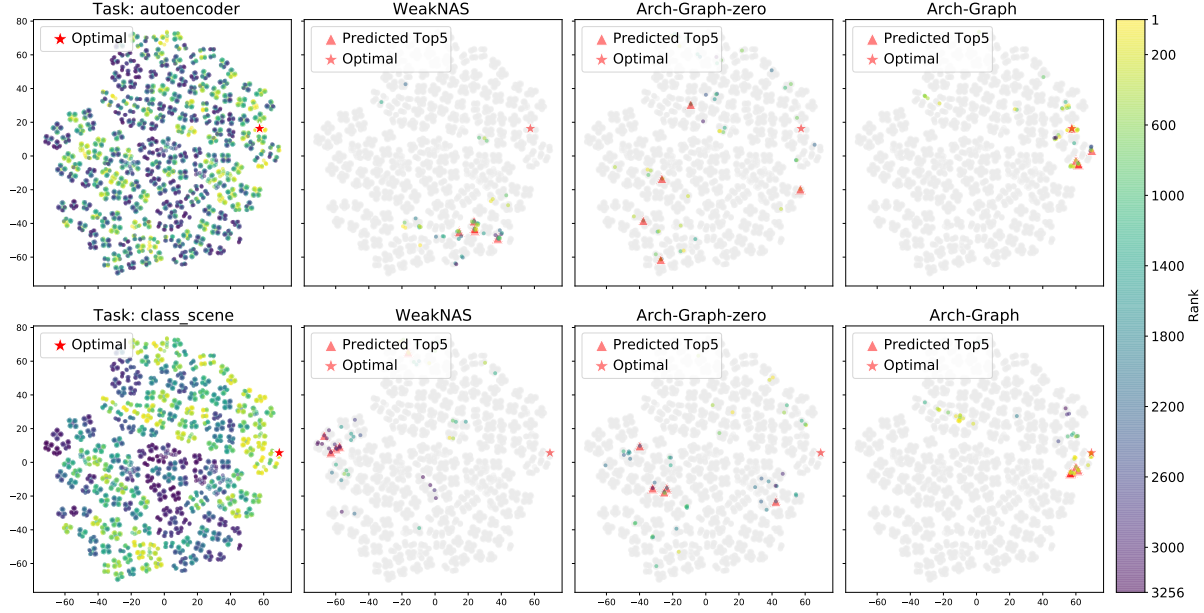 Task: autoencoder
WeakNAS
Arch-Graph-zero
Arch-Graph
80
60
40
20
0
−20
−40
−60
Optimal
Predicted Top5
Optimal
Predicted Top5
Optimal
Predicted Top5
Optimal
Task: class_scene
WeakNAS
Arch-Graph-zero
Arch-Graph
80
60
40
20
0
−20
−40
−60
Optimal
Predicted Top5
Optimal
Predicted Top5
Optimal
Predicted Top5
Optimal
−60 −40 −20 0 20 40 60
−60 −40 −20 0 20 40 60
−60 −40 −20 0 20 40 60
−60 −40 −20 0 20 40 60
1
200
600
1000
1400
1800
2200
2600
3000
3256
Rank